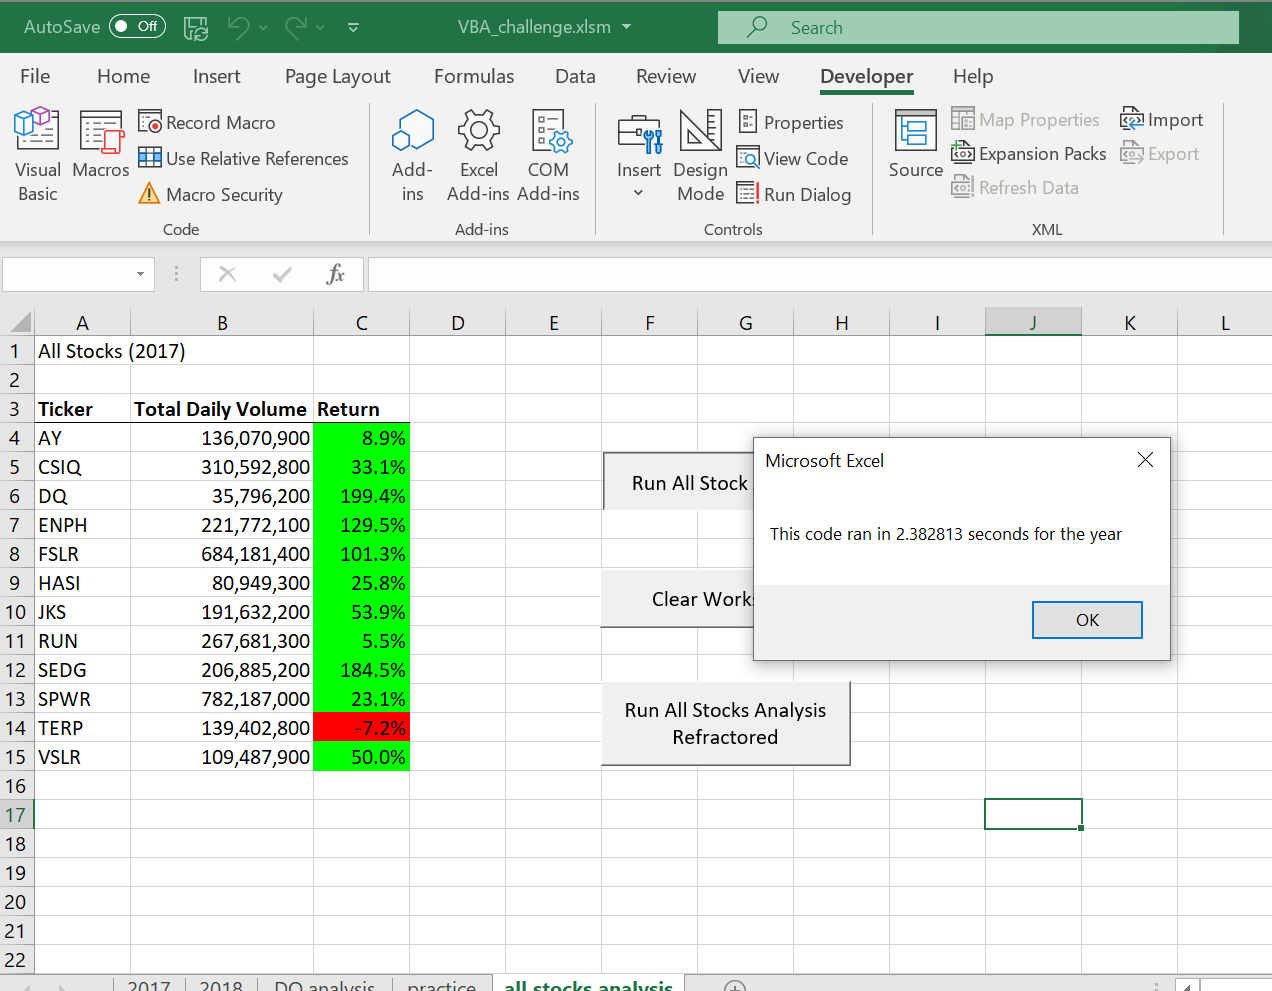 AutoSave Off VBA_challenge.xlsm Search
File Home Insert Page Layout Formulas Data Review View Developer Help
Visual Basic
Macros
Record Macro
Use Relative References
Macro Security
Code
Add-ins
Excel Add-ins
COM Add-ins
Add-ins
Insert
Design Mode
Properties
View Code
Run Dialog
Controls
Source
Map Properties
Expansion Packs
Refresh Data
Import
Export
XML
fx
A B C D E F G H I J K L
1 All Stocks (2017)
2
3 Ticker Total Daily Volume Return
4 AY 136,070,900 8.9%
5 CSIQ 310,592,800 33.1%
6 DQ 35,796,200 199.4%
7 ENPH 221,772,100 129.5%
8 FSLR 684,181,400 101.3%
9 HASI 80,949,300 25.8%
10 JKS 191,632,200 53.9%
11 RUN 267,681,300 5.5%
12 SEDG 206,885,200 184.5%
13 SPWR 782,187,000 23.1%
14 TERP 139,402,800 -7.2%
15 VSLR 109,487,900 50.0%
16
17
18
19
20
21
22
Run All Stock
Clear Works
Run All Stocks Analysis
Refractored
Microsoft Excel
This code ran in 2.382813 seconds for the year
OK
2017 2018 DQ analysis practice all stocks analysis